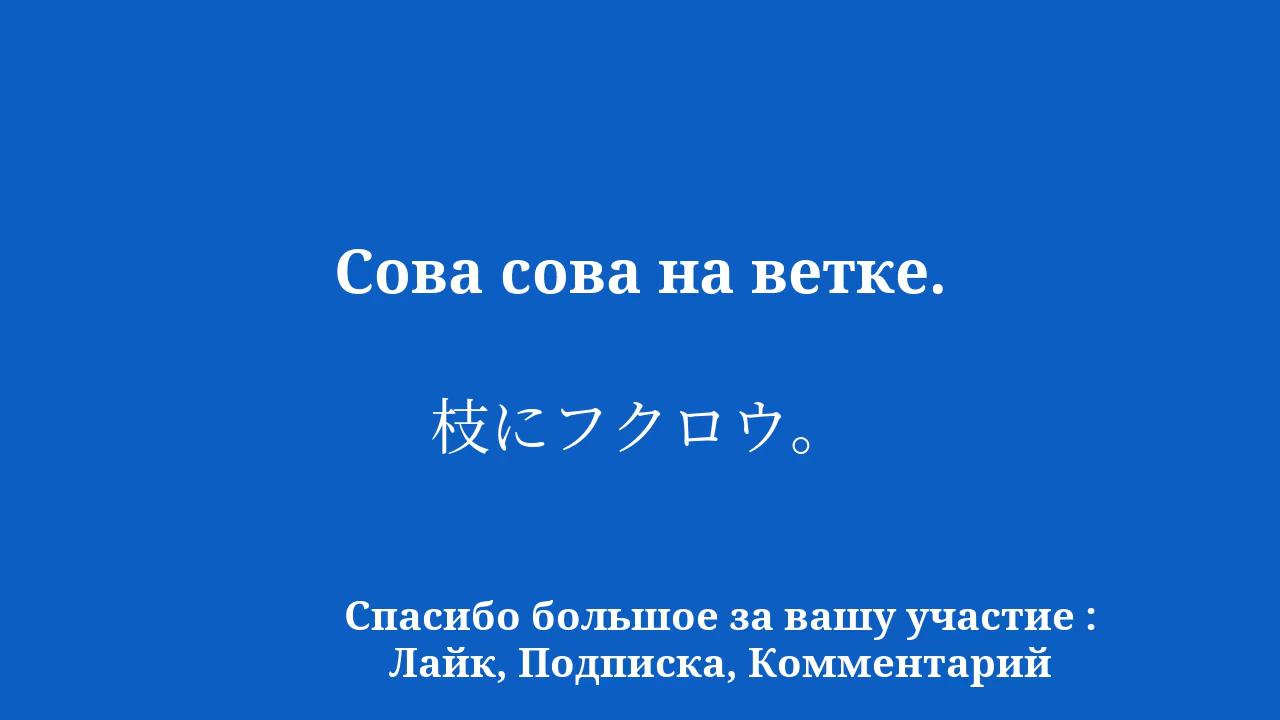 Сова сова на ветке.
枝にフクロウ。
Спасибо большое за вашу участие :
Лайк, Подписка, Комментарий